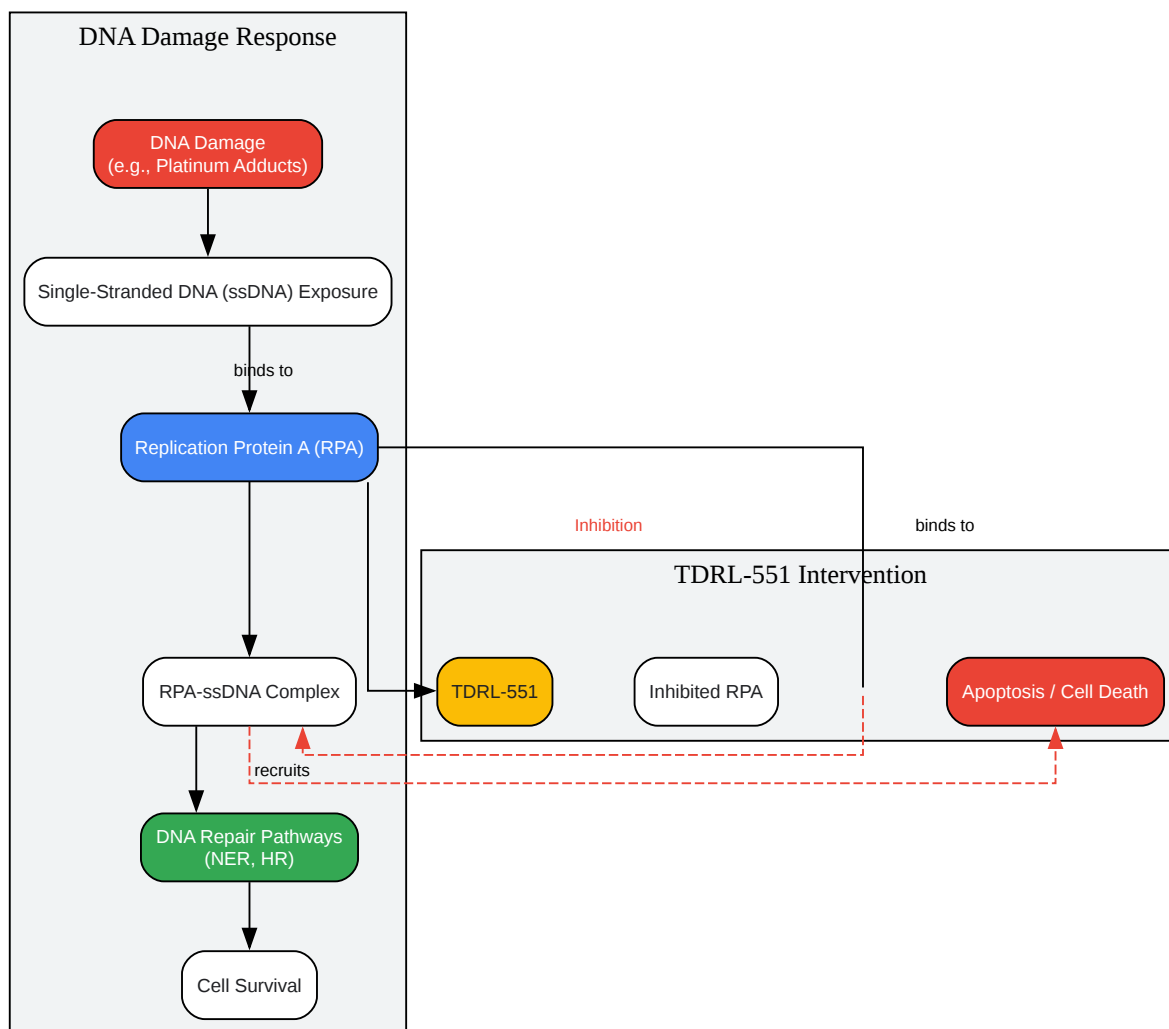 DNA Damage Response
DNA Damage
(e.g., Platinum Adducts)
Single-Stranded DNA (ssDNA) Exposure
binds to
Replication Protein A (RPA)
Inhibition
binds to
TDRL-551 Intervention
RPA-ssDNA Complex
TDRL-551
Inhibited RPA
Apoptosis / Cell Death
recruits
DNA Repair Pathways
(NER, HR)
Cell Survival